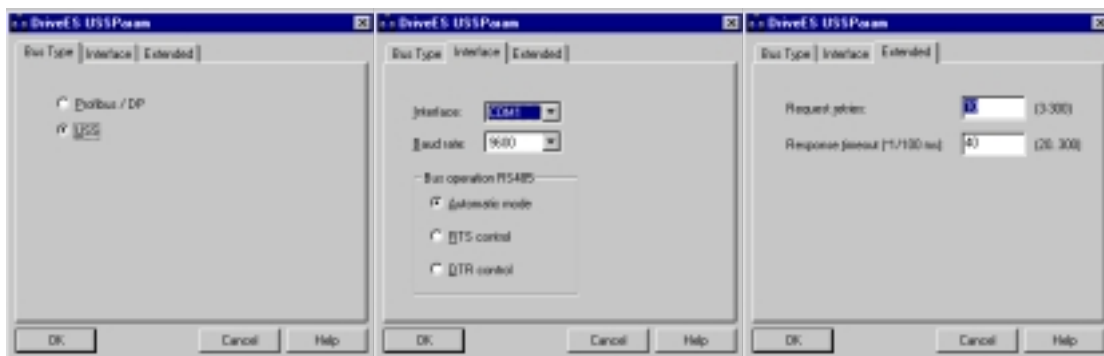 DriveES USSParam
Bus Type Interface Extended
Profibus / DP
USS
OK Cancel Help
DriveES USSParam
Bus Type Interface Extended
Interface: COM1
Baud rate: 9600
Bus operation RS485
Automatic mode
RTS control
DTR control
OK Cancel Help
DriveES USSParam
Bus Type Interface Extended
Request retries: 10 (3-300)
Response timeout (*1/100 ms) 40 (20. 300)
OK Cancel Help